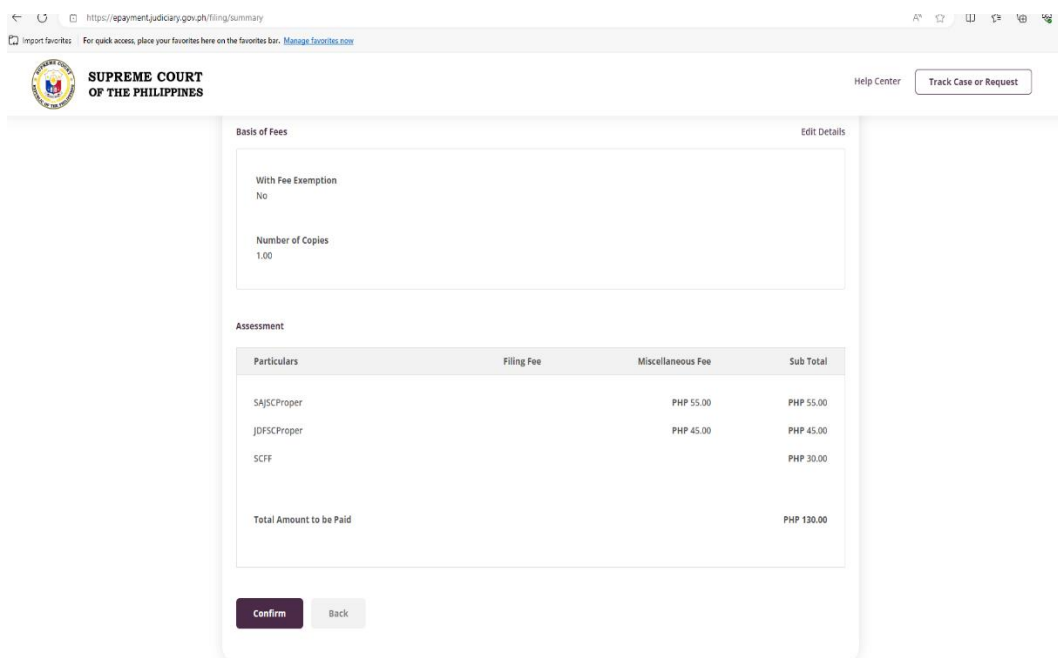 https://epayment.judiciary.gov.ph/filing/summary
Import favorites For quick access, place your favorites here on the favorites bar. Manage favorites now
SUPREME COURT
OF THE PHILIPPINES
Help Center Track Case or Request
Basis of Fees Edit Details
With Fee Exemption
No
Number of Copies
1.00
Assessment
Particulars Filing Fee Miscellaneous Fee Sub Total
SAJSCProper PHP 55.00 PHP 55.00
JDFSCProper PHP 45.00 PHP 45.00
SCFF PHP 30.00
Total Amount to be Paid PHP 130.00
Confirm Back